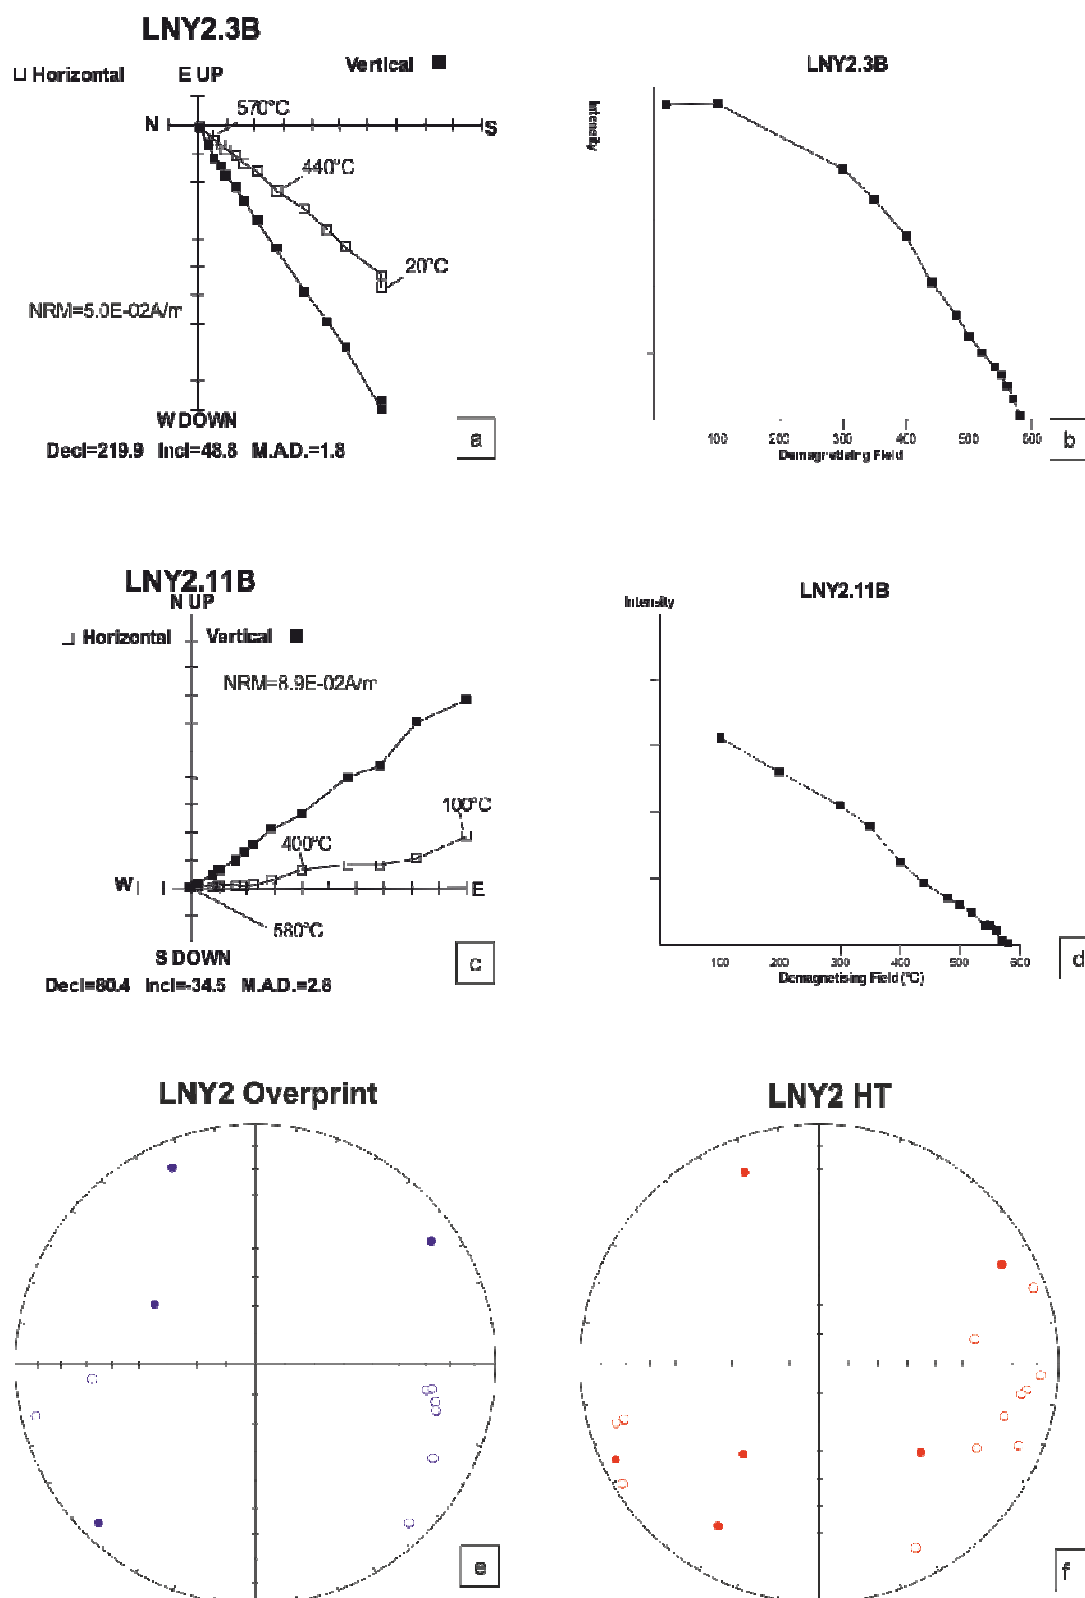 LNY2.3B
Horizontal E UP Vertical
570°C
N S
440°C
20°C
NRM=5.0E-02A/m
W DOWN
Decl=219.9 Incl=48.8 M.A.D.=1.8
a
LNY2.3B
Intensity
100 200 300 400 500 600
Demagnetising Field
b
LNY2.11B
N UP
Horizontal Vertical
NRM=8.9E-02A/m
100°C
400°C
W E
580°C
S DOWN
Decl=80.4 Incl=-34.5 M.A.D.=2.8
c
LNY2.11B
Intensity
100 200 300 400 500 600
Demagnetising Field (°C)
d
LNY2 Overprint
e
LNY2 HT
f